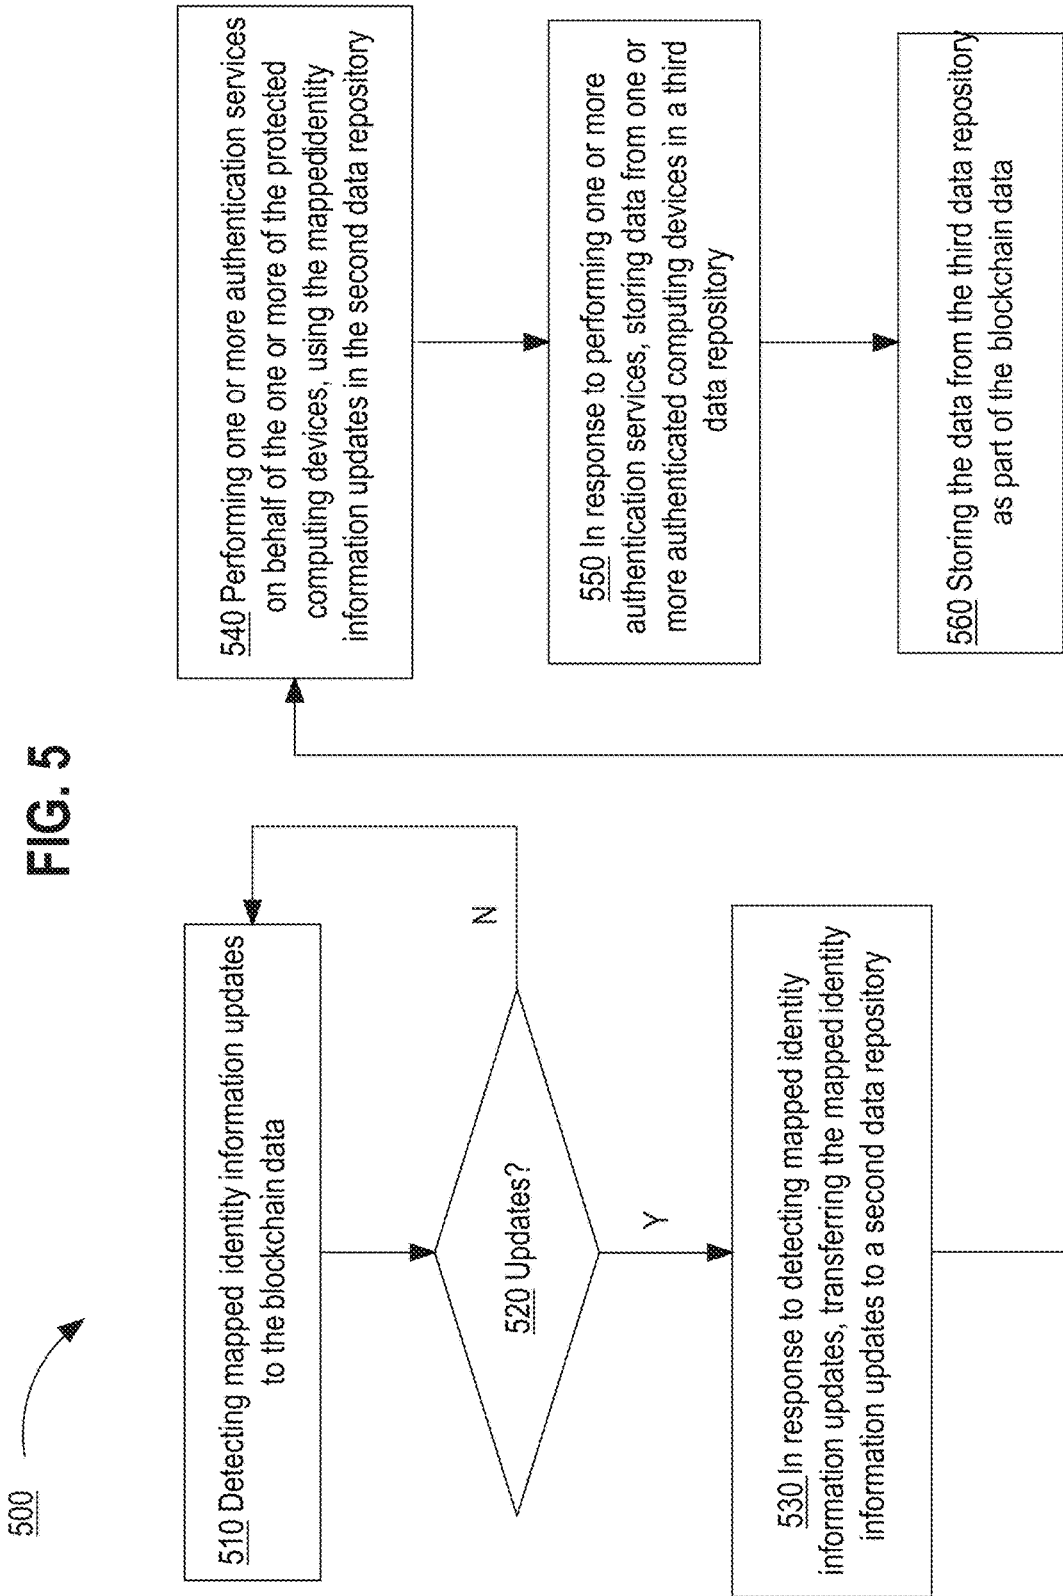 FIG. 5
500
510 Detecting mapped identity information updates
to the blockchain data
520 Updates?
N
Y
530 In response to detecting mapped identity
information updates, transferring the mapped identity
information updates to a second data repository
540 Performing one or more authentication services
on behalf of the one or more of the protected
computing devices, using the mappedidentity
information updates in the second data repository
550 In response to performing one or more
authentication services, storing data from one or
more authenticated computing devices in a third
data repository
560 Storing the data from the third data repository
as part of the blockchain data